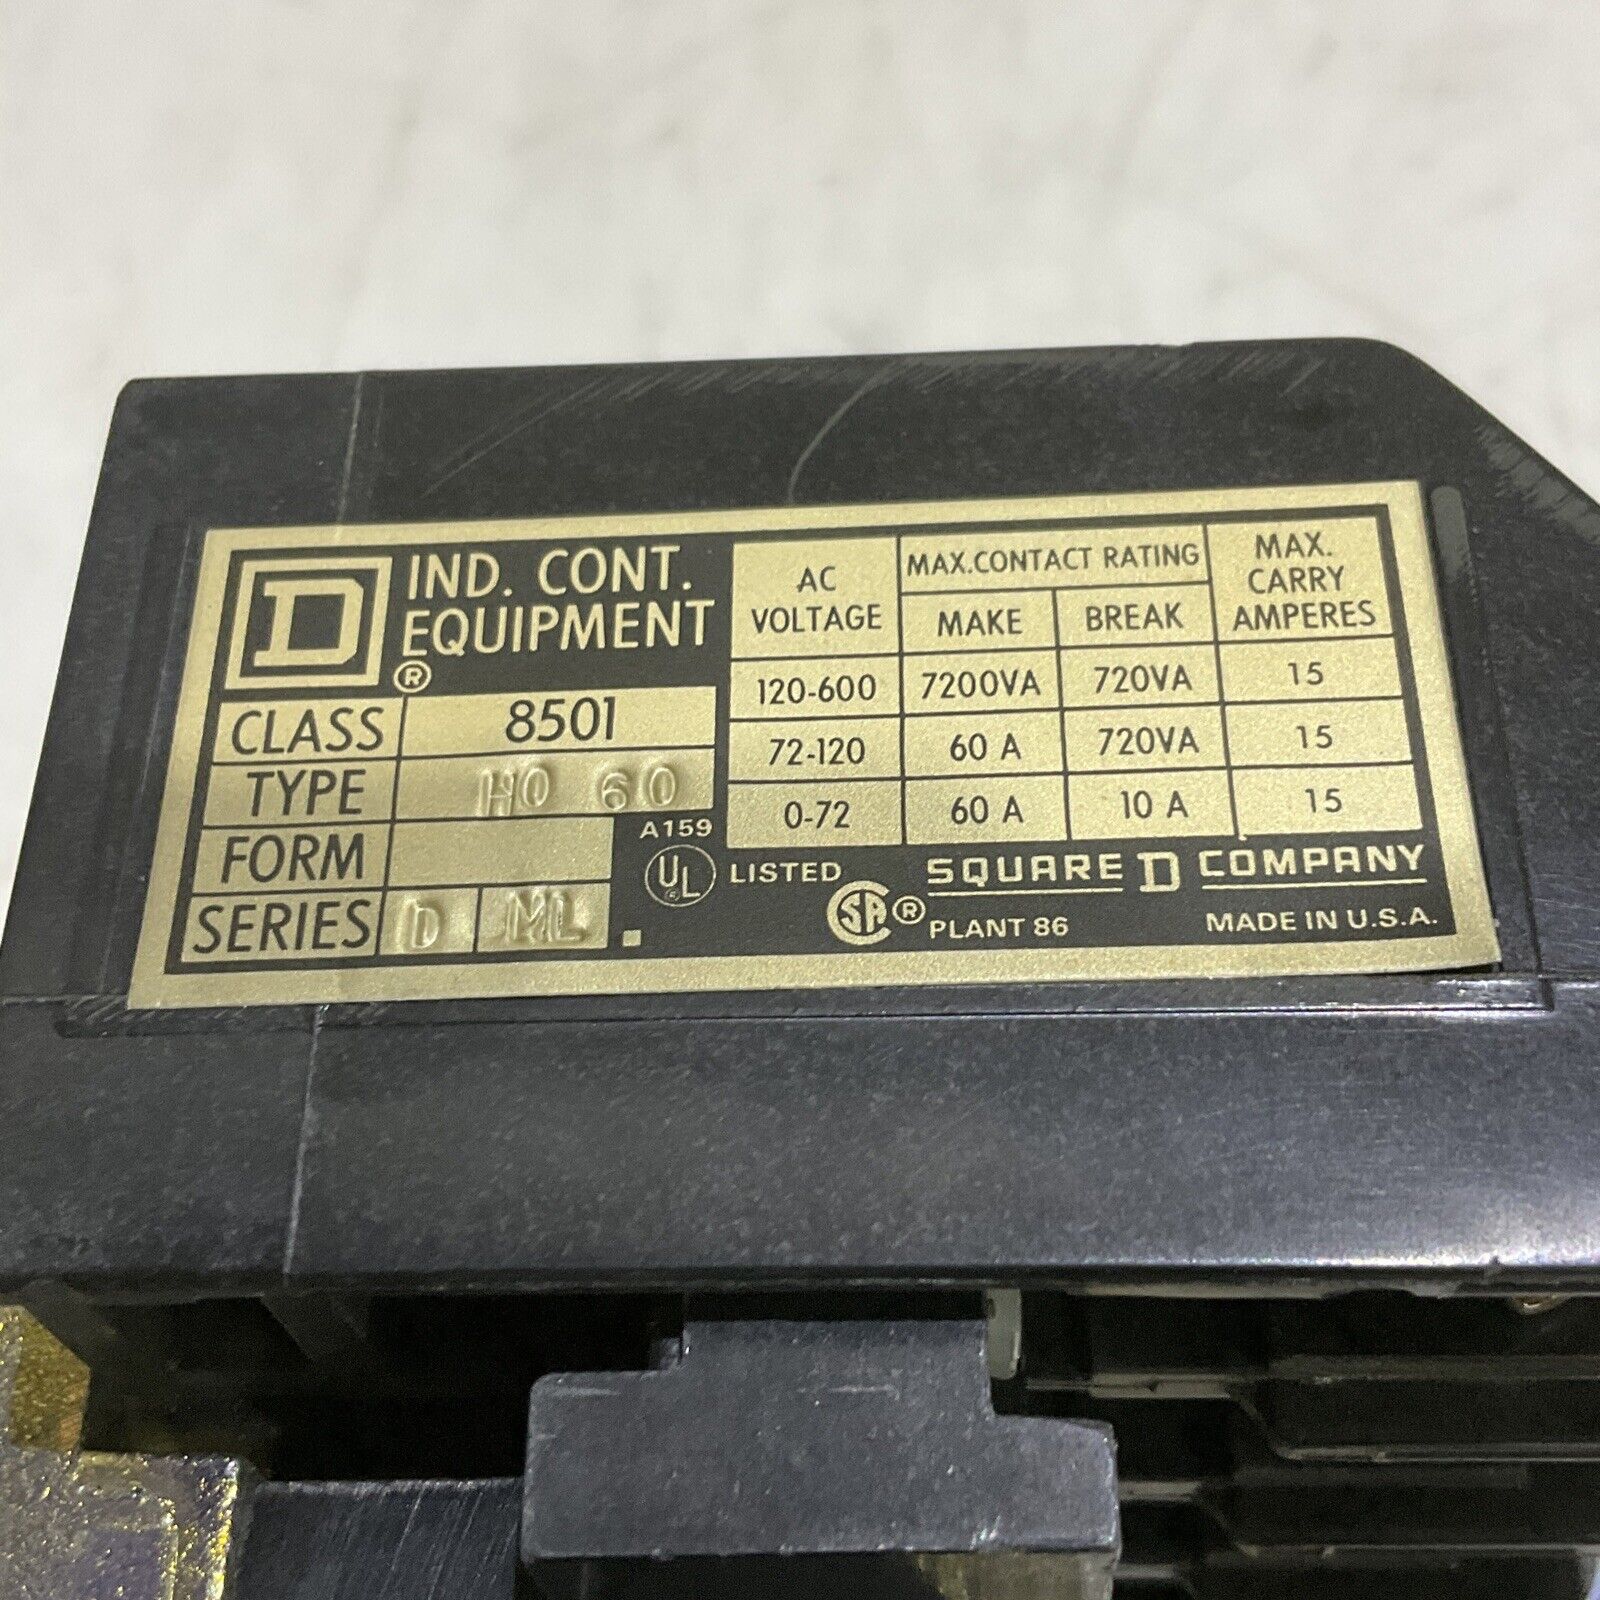 D
IND. CONT.
EQUIPMENT
®
CLASS 8501
TYPE HO 60
FORM
SERIES D ML
A159
UL LISTED
AC VOLTAGE MAX.CONTACT RATING MAX. CARRY AMPERES
MAKE BREAK
120-600 7200VA 720VA 15
72-120 60 A 720VA 15
0-72 60 A 10 A 15
SA ®
SQUARE D COMPANY
PLANT 86 MADE IN U.S.A.